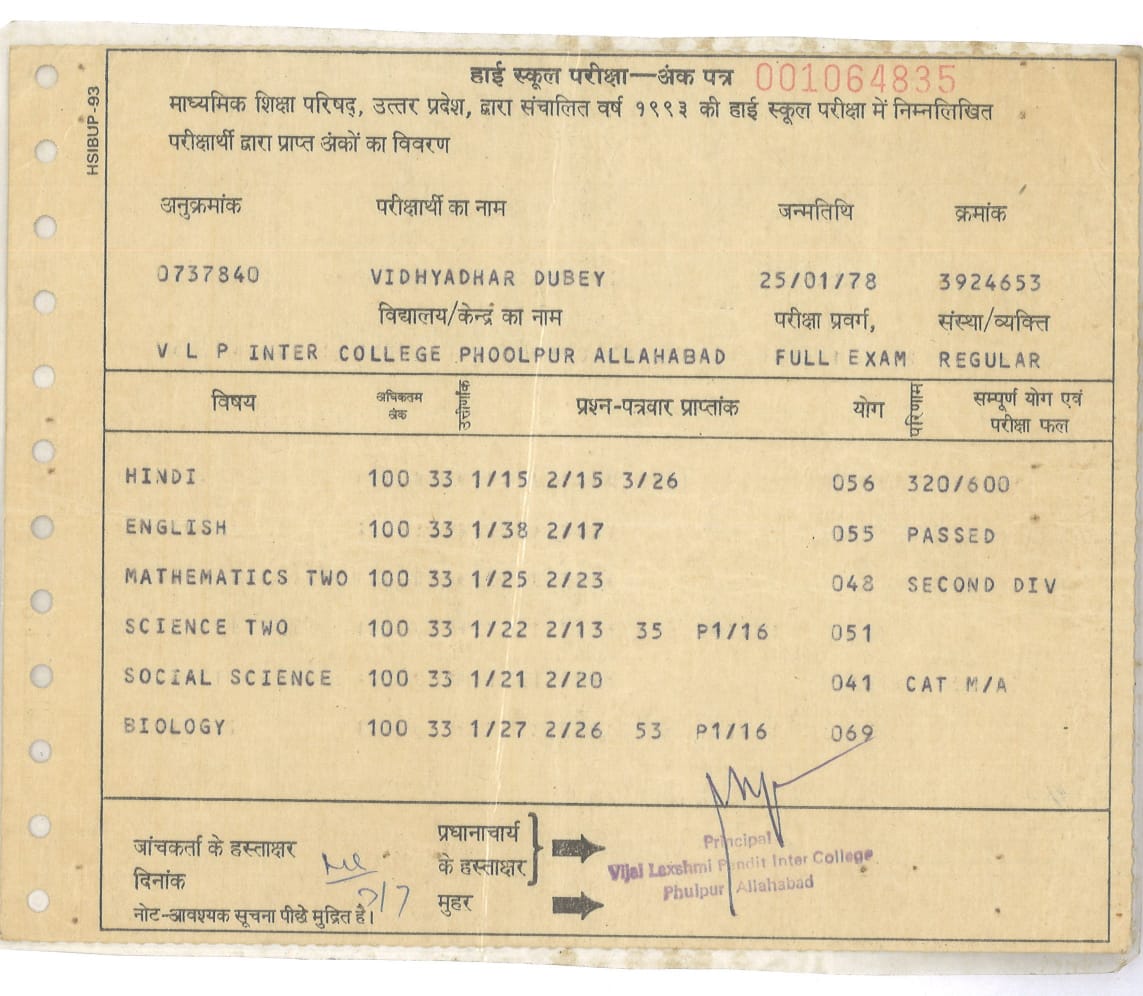 हाई स्कूल परीक्षा—अंक पत्र 001064835
HSIBUP-93
माध्यमिक शिक्षा परिषद्, उत्तर प्रदेश, द्वारा संचालित वर्ष १९९३ की हाई स्कूल परीक्षा में निम्नलिखित
परीक्षार्थी द्वारा प्राप्त अंकों का विवरण
अनुक्रमांक परीक्षार्थी का नाम जन्मतिथि क्रमांक
0737840 VIDHYADHAR DUBEY 25/01/78 3924653
विद्यालय/केन्द्र का नाम परीक्षा प्रवर्ग, संस्था/व्यक्ति
V L P INTER COLLEGE PHOOLPUR ALLAHABAD FULL EXAM REGULAR
विषय अधिकतम अंक उत्तीर्णांक प्रश्न-पत्रवार प्राप्तांक योग परिणाम सम्पूर्ण योग एवं
परीक्षा फल
HINDI 100 33 1/15 2/15 3/26 056 320/600
ENGLISH 100 33 1/38 2/17 055 PASSED
MATHEMATICS TWO 100 33 1/25 2/23 048 SECOND DIV
SCIENCE TWO 100 33 1/22 2/13 35 P1/16 051
SOCIAL SCIENCE 100 33 1/21 2/20 041 CAT M/A
BIOLOGY 100 33 1/27 2/26 53 P1/16 069
जांचकर्ता के हस्ताक्षर
दिनांक
7/7
नोट-आवश्यक सूचना पीछे मुद्रित है।
प्रधानाचार्य
के हस्ताक्षर
मुहर
Principal
Vijai Laxshmi Pandit Inter College
Phulpur Allahabad